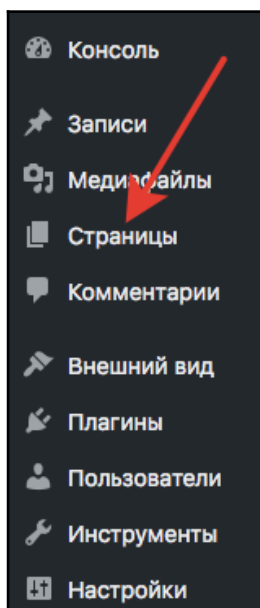 Консоль
Записи
Медиафайлы
Страницы
Комментарии
Внешний вид
Плагины
Пользователи
Инструменты
Настройки